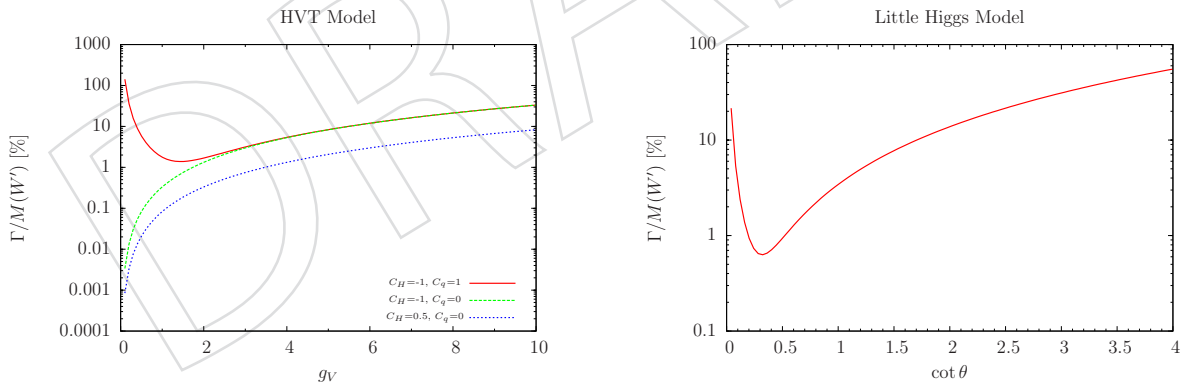 HVT Model
1000
100
10
1
0.1
0.01
0.001
0.0001
Γ/M(W′) [%]
C_H=-1, C_q=1
C_H=-1, C_q=0
C_H=0.5, C_q=0
0 2 4 6 8 10
g_V
Little Higgs Model
100
10
1
0.1
Γ/M(W′) [%]
0 0.5 1 1.5 2 2.5 3 3.5 4
cot θ
DRA